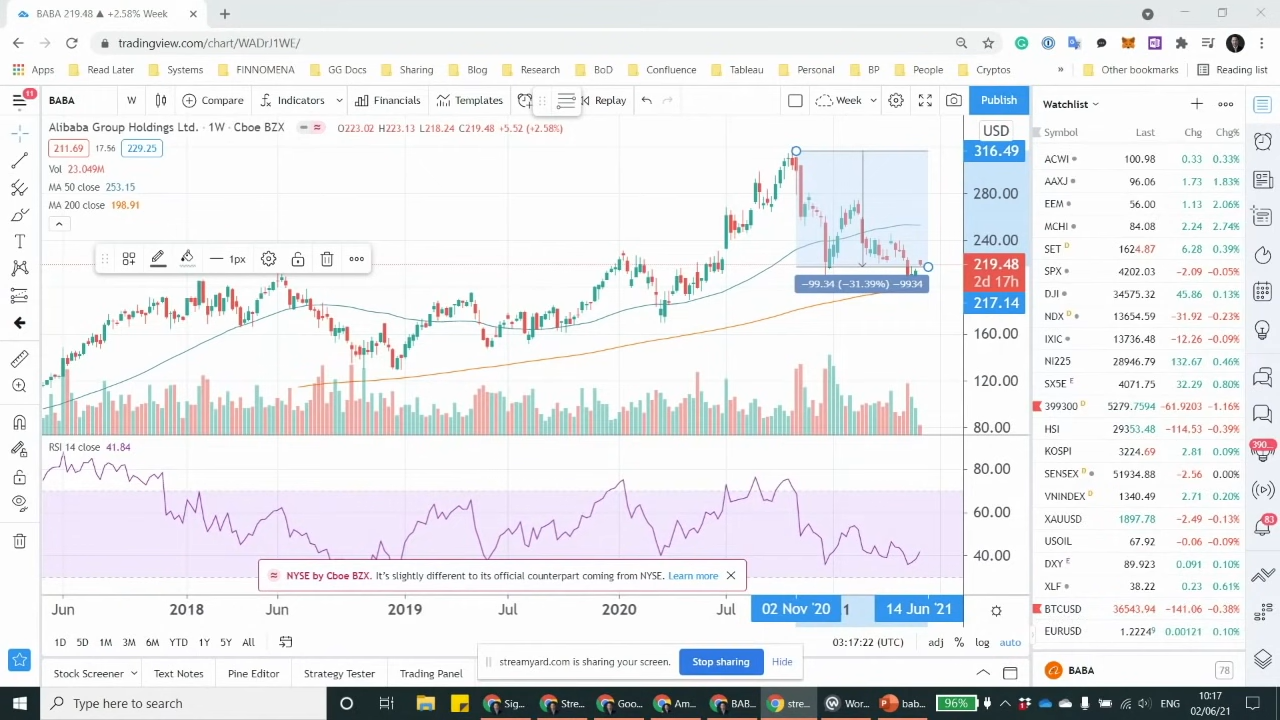 BABA 219.48 ▲ +2.58% Week
tradingview.com/chart/WADrJ1WE/
Apps Read Later Systems FINNOMENA GG Docs Sharing Blog Research BoD Confluence Tableau Personal BP People Cryptos » Other bookmarks Reading list
11
BABA W Compare Indicators Financials Templates Replay Week Publish
Watchlist
Alibaba Group Holdings Ltd. · 1W · Cboe BZX O223.02 H223.13 L218.24 C219.48 +5.52 (+2.58%)
211.69 17.56 229.25
Vol 23.049M
MA 50 close 253.15
MA 200 close 198.91
1px
−99.34 (−31.39%) −9934
USD
316.49
280.00
240.00
219.48
2d 17h
217.14
160.00
120.00
80.00
RSI 14 close 41.84
80.00
60.00
40.00
NYSE by Cboe BZX. It's slightly different to its official counterpart coming from NYSE. Learn more
Jun 2018 Jun 2019 Jul 2020 Jul 02 Nov '20 1 14 Jun '21
1D 5D 1M 3M 6M YTD 1Y 5Y All 03:17:22 (UTC) adj % log auto
Stock Screener Text Notes Pine Editor Strategy Tester Trading Panel
streamyard.com is sharing your screen. Stop sharing Hide
Symbol Last Chg Chg%
ACWI 100.98 0.33 0.33%
AAXJ 96.06 1.73 1.83%
EEM 56.00 1.13 2.06%
MCHI 84.08 2.24 2.74%
SET D 1624.87 6.28 0.39%
SPX 4202.03 −2.09 −0.05%
DJI 34575.32 45.86 0.13%
NDX D 13654.59 −31.92 −0.23%
IXIC 13736.48 −12.26 −0.09%
NI225 28946.79 132.67 0.46%
SX5E E 4071.75 32.29 0.80%
399300 D 5279.7594 −61.9203 −1.16%
HSI 29353.48 −114.53 −0.39%
KOSPI 3224.69 2.81 0.09%
SENSEX D 51934.88 −2.56 0.00%
VNINDEX D 1340.49 2.71 0.20%
XAUUSD 1897.78 −2.49 −0.13%
USOIL 67.92 −0.06 −0.09%
DXY E 89.923 0.091 0.10%
XLF 38.22 0.23 0.61%
BTCUSD 36543.94 −141.06 −0.38%
EURUSD 1.22249 0.00121 0.10%
BABA 78
390...
83
Type here to search
Sig... Stre... Goo... Am... BAB... stre... Wor... bab...
96% ENG 10:17
02/06/21